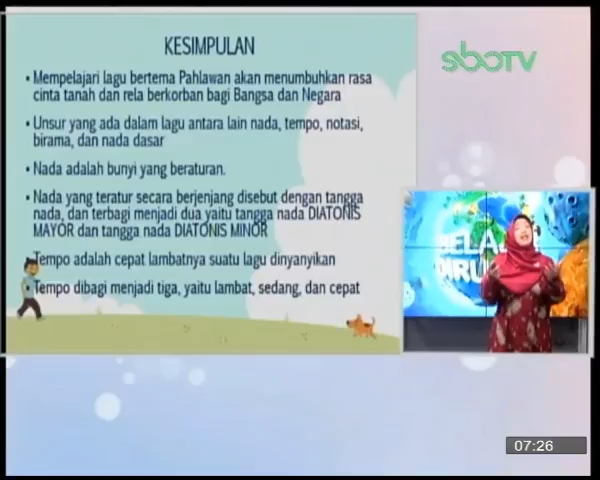 KESIMPULAN
sboTV
• Mempelajari lagu bertema Pahlawan akan menumbuhkan rasa
cinta tanah dan rela berkorban bagi Bangsa dan Negara
• Unsur yang ada dalam lagu antara lain nada, tempo, notasi,
birama, dan nada dasar
• Nada adalah bunyi yang beraturan.
• Nada yang teratur secara berjenjang disebut dengan tangga
nada, dan terbagi menjadi dua yaitu tangga nada DIATONIS
MAYOR dan tangga nada DIATONIS MINOR
Tempo adalah cepat lambatnya suatu lagu dinyanyikan
Tempo dibagi menjadi tiga, yaitu lambat, sedang, dan cepat
07:26